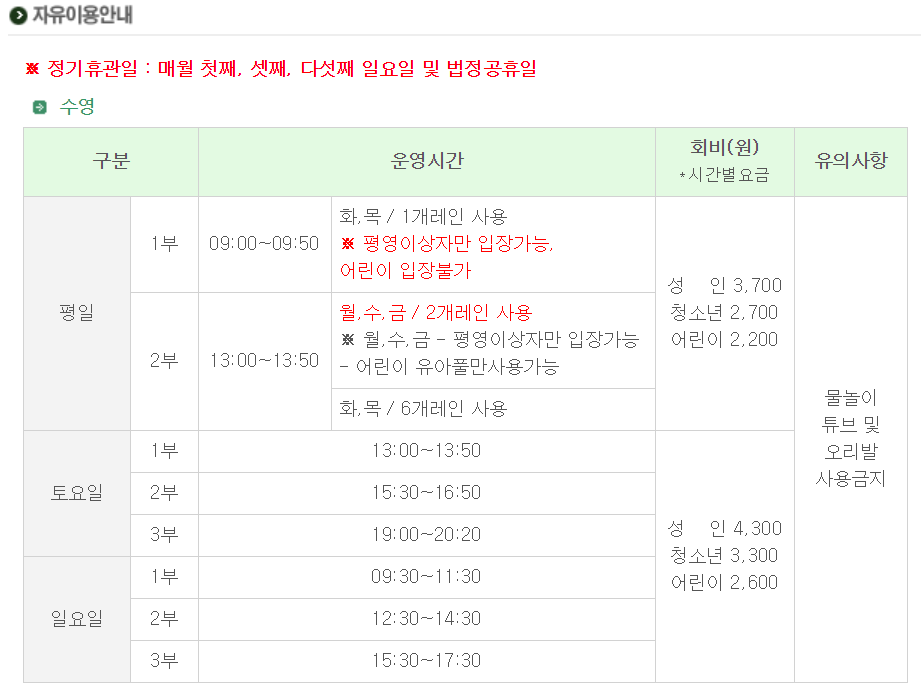 자유이용안내
※ 정기휴관일 : 매월 첫째, 셋째, 다섯째 일요일 및 법정공휴일
수영
구분 운영시간 회비(원) 유의사항
*시간별요금
평일
1부 09:00~09:50
화,목 / 1개레인 사용
※ 평영이상자만 입장가능,
어린이 입장불가
2부 13:00~13:50
월,수,금 / 2개레인 사용
※ 월,수,금 - 평영이상자만 입장가능
- 어린이 유아풀만사용가능
화,목 / 6개레인 사용
성 인 3,700
청소년 2,700
어린이 2,200
토요일
1부 13:00~13:50
2부 15:30~16:50
3부 19:00~20:20
일요일
1부 09:30~11:30
2부 12:30~14:30
3부 15:30~17:30
성 인 4,300
청소년 3,300
어린이 2,600
물놀이
튜브 및
오리발
사용금지